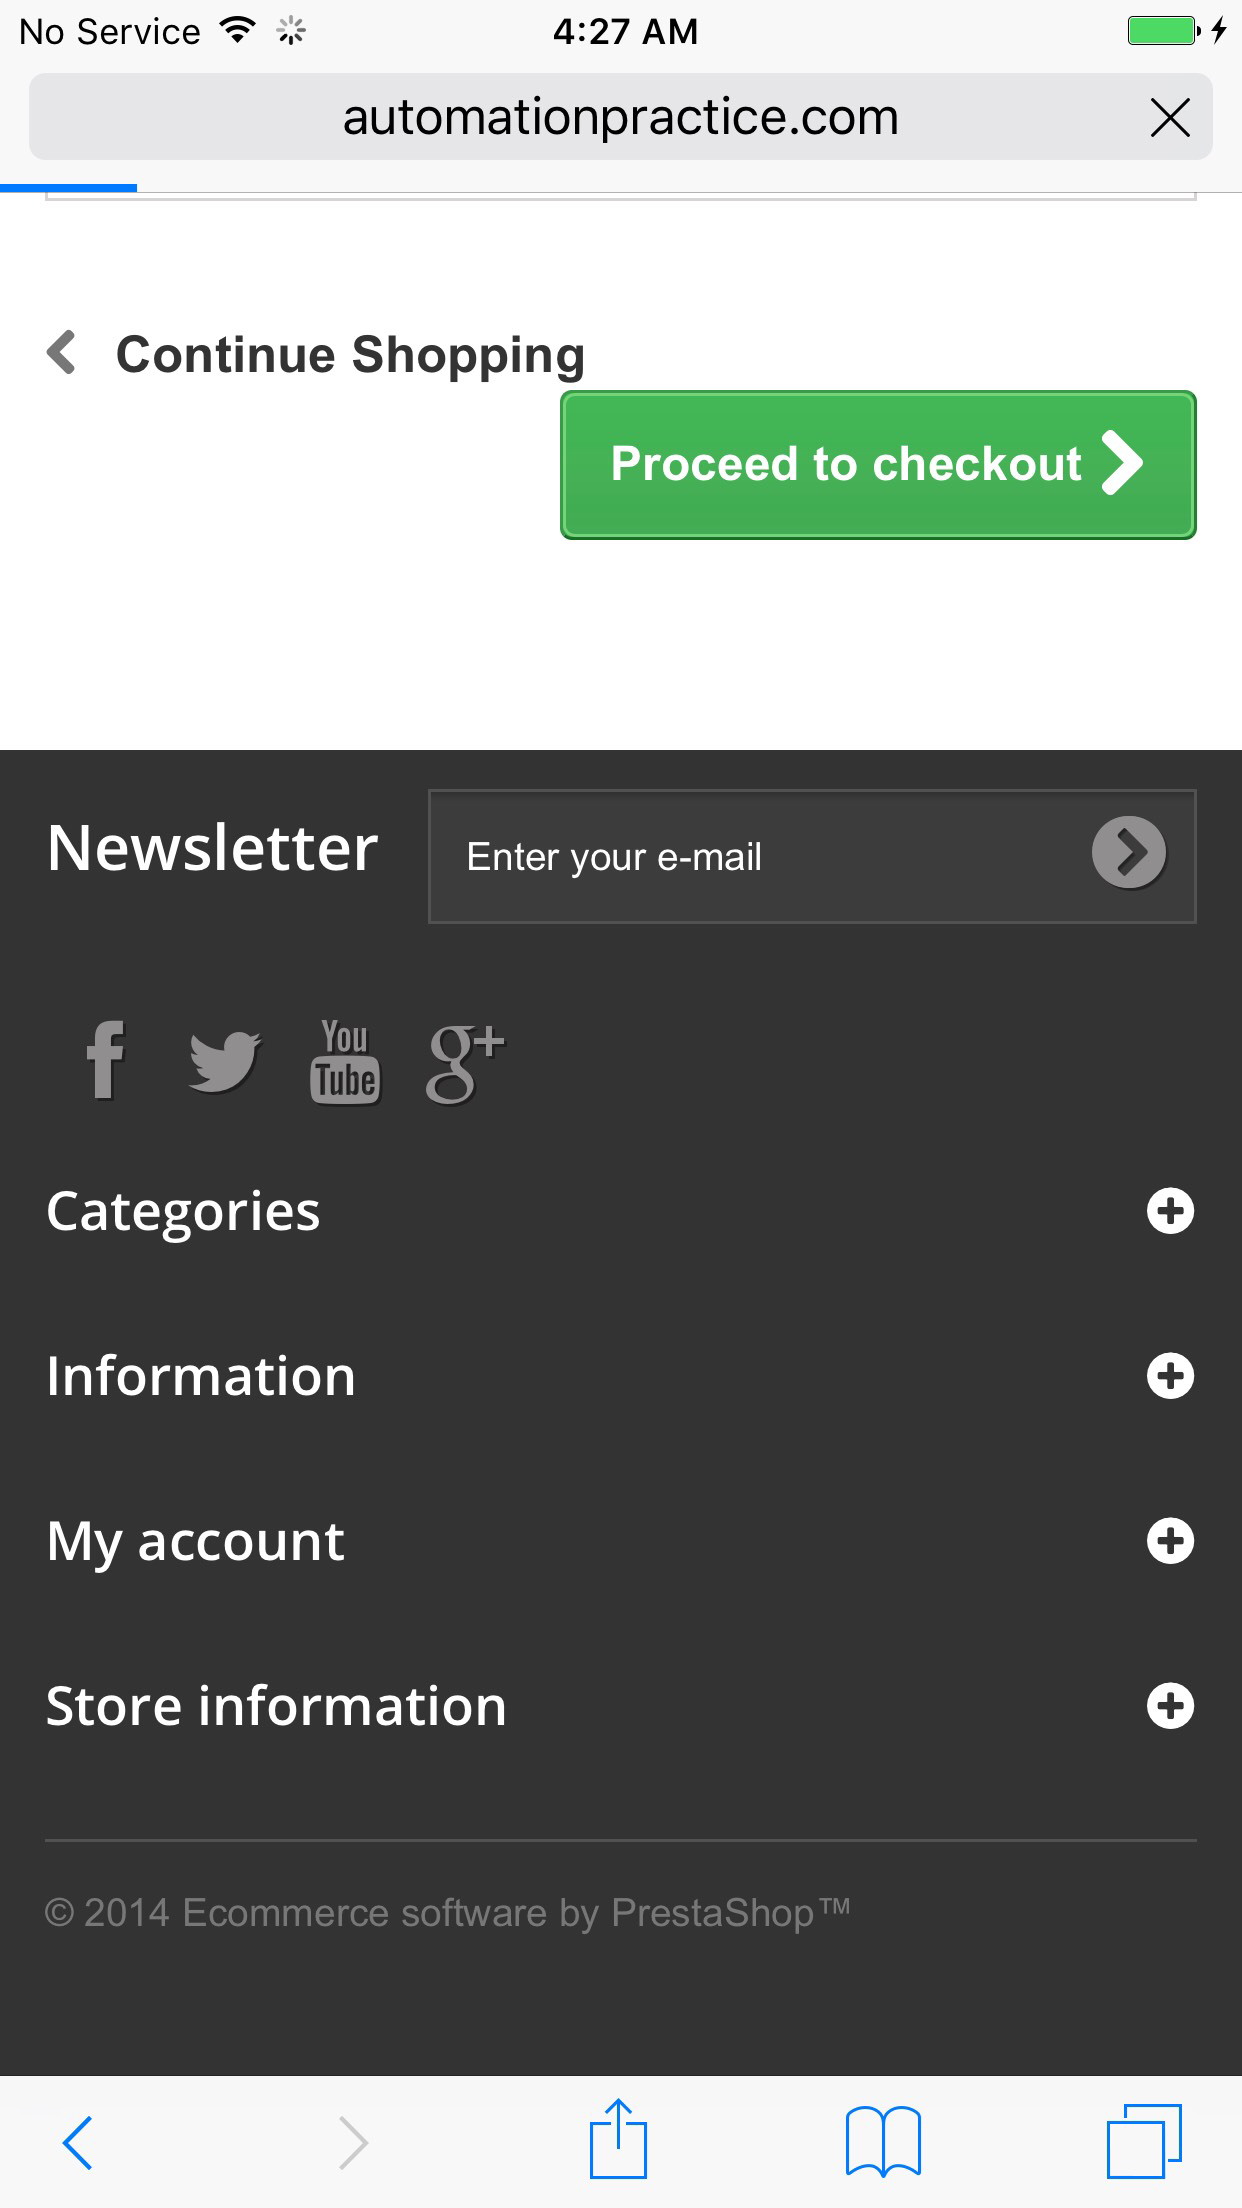 No Service
4:27 AM
automationpractice.com
Continue Shopping
Proceed to checkout
Newsletter
Enter your e-mail
You
Tube
g+
Categories
Information
My account
Store information
© 2014 Ecommerce software by PrestaShop™